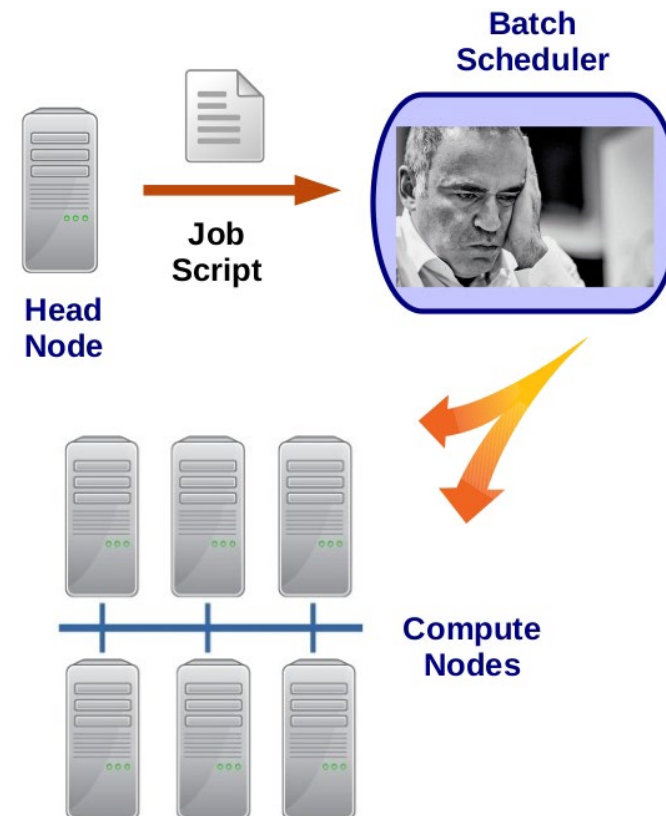 Batch
Scheduler
Job
Script
Head
Node
Compute
Nodes